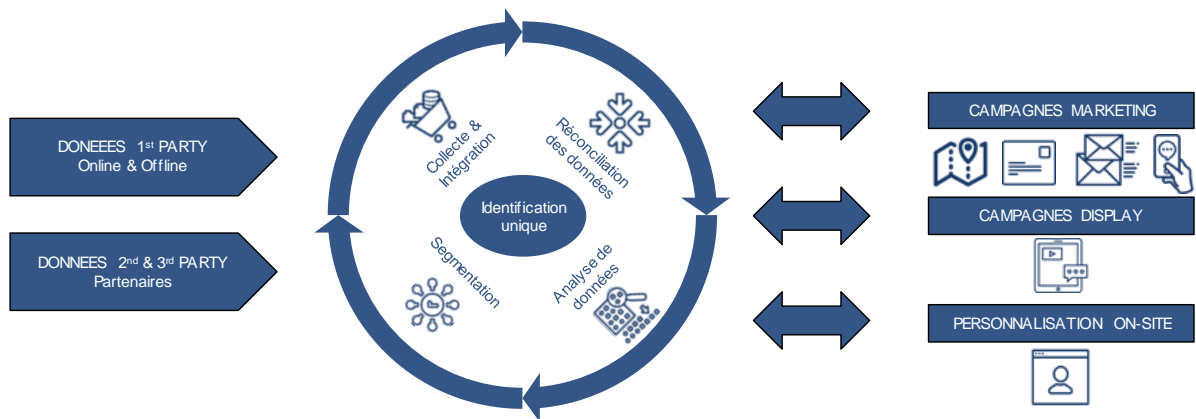 DONEEES 1st PARTY
Online & Offline
DONNEES 2nd & 3rd PARTY
Partenaires
Collecte &
Intégration
Réconciliation
des données
Identification
unique
Segmentation
Analyse de
données
CAMPAGNES MARKETING
CAMPAGNES DISPLAY
PERSONNALISATION ON-SITE